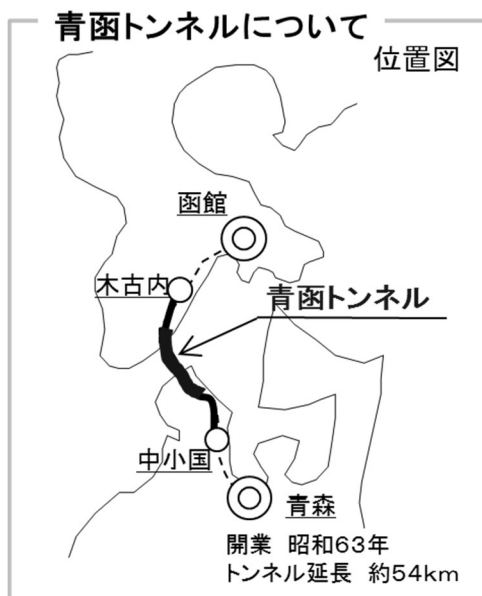 青函トンネルについて
位置図
函館
木古内
青函トンネル
中小国
青森
開業 昭和63年
トンネル延長 約54km